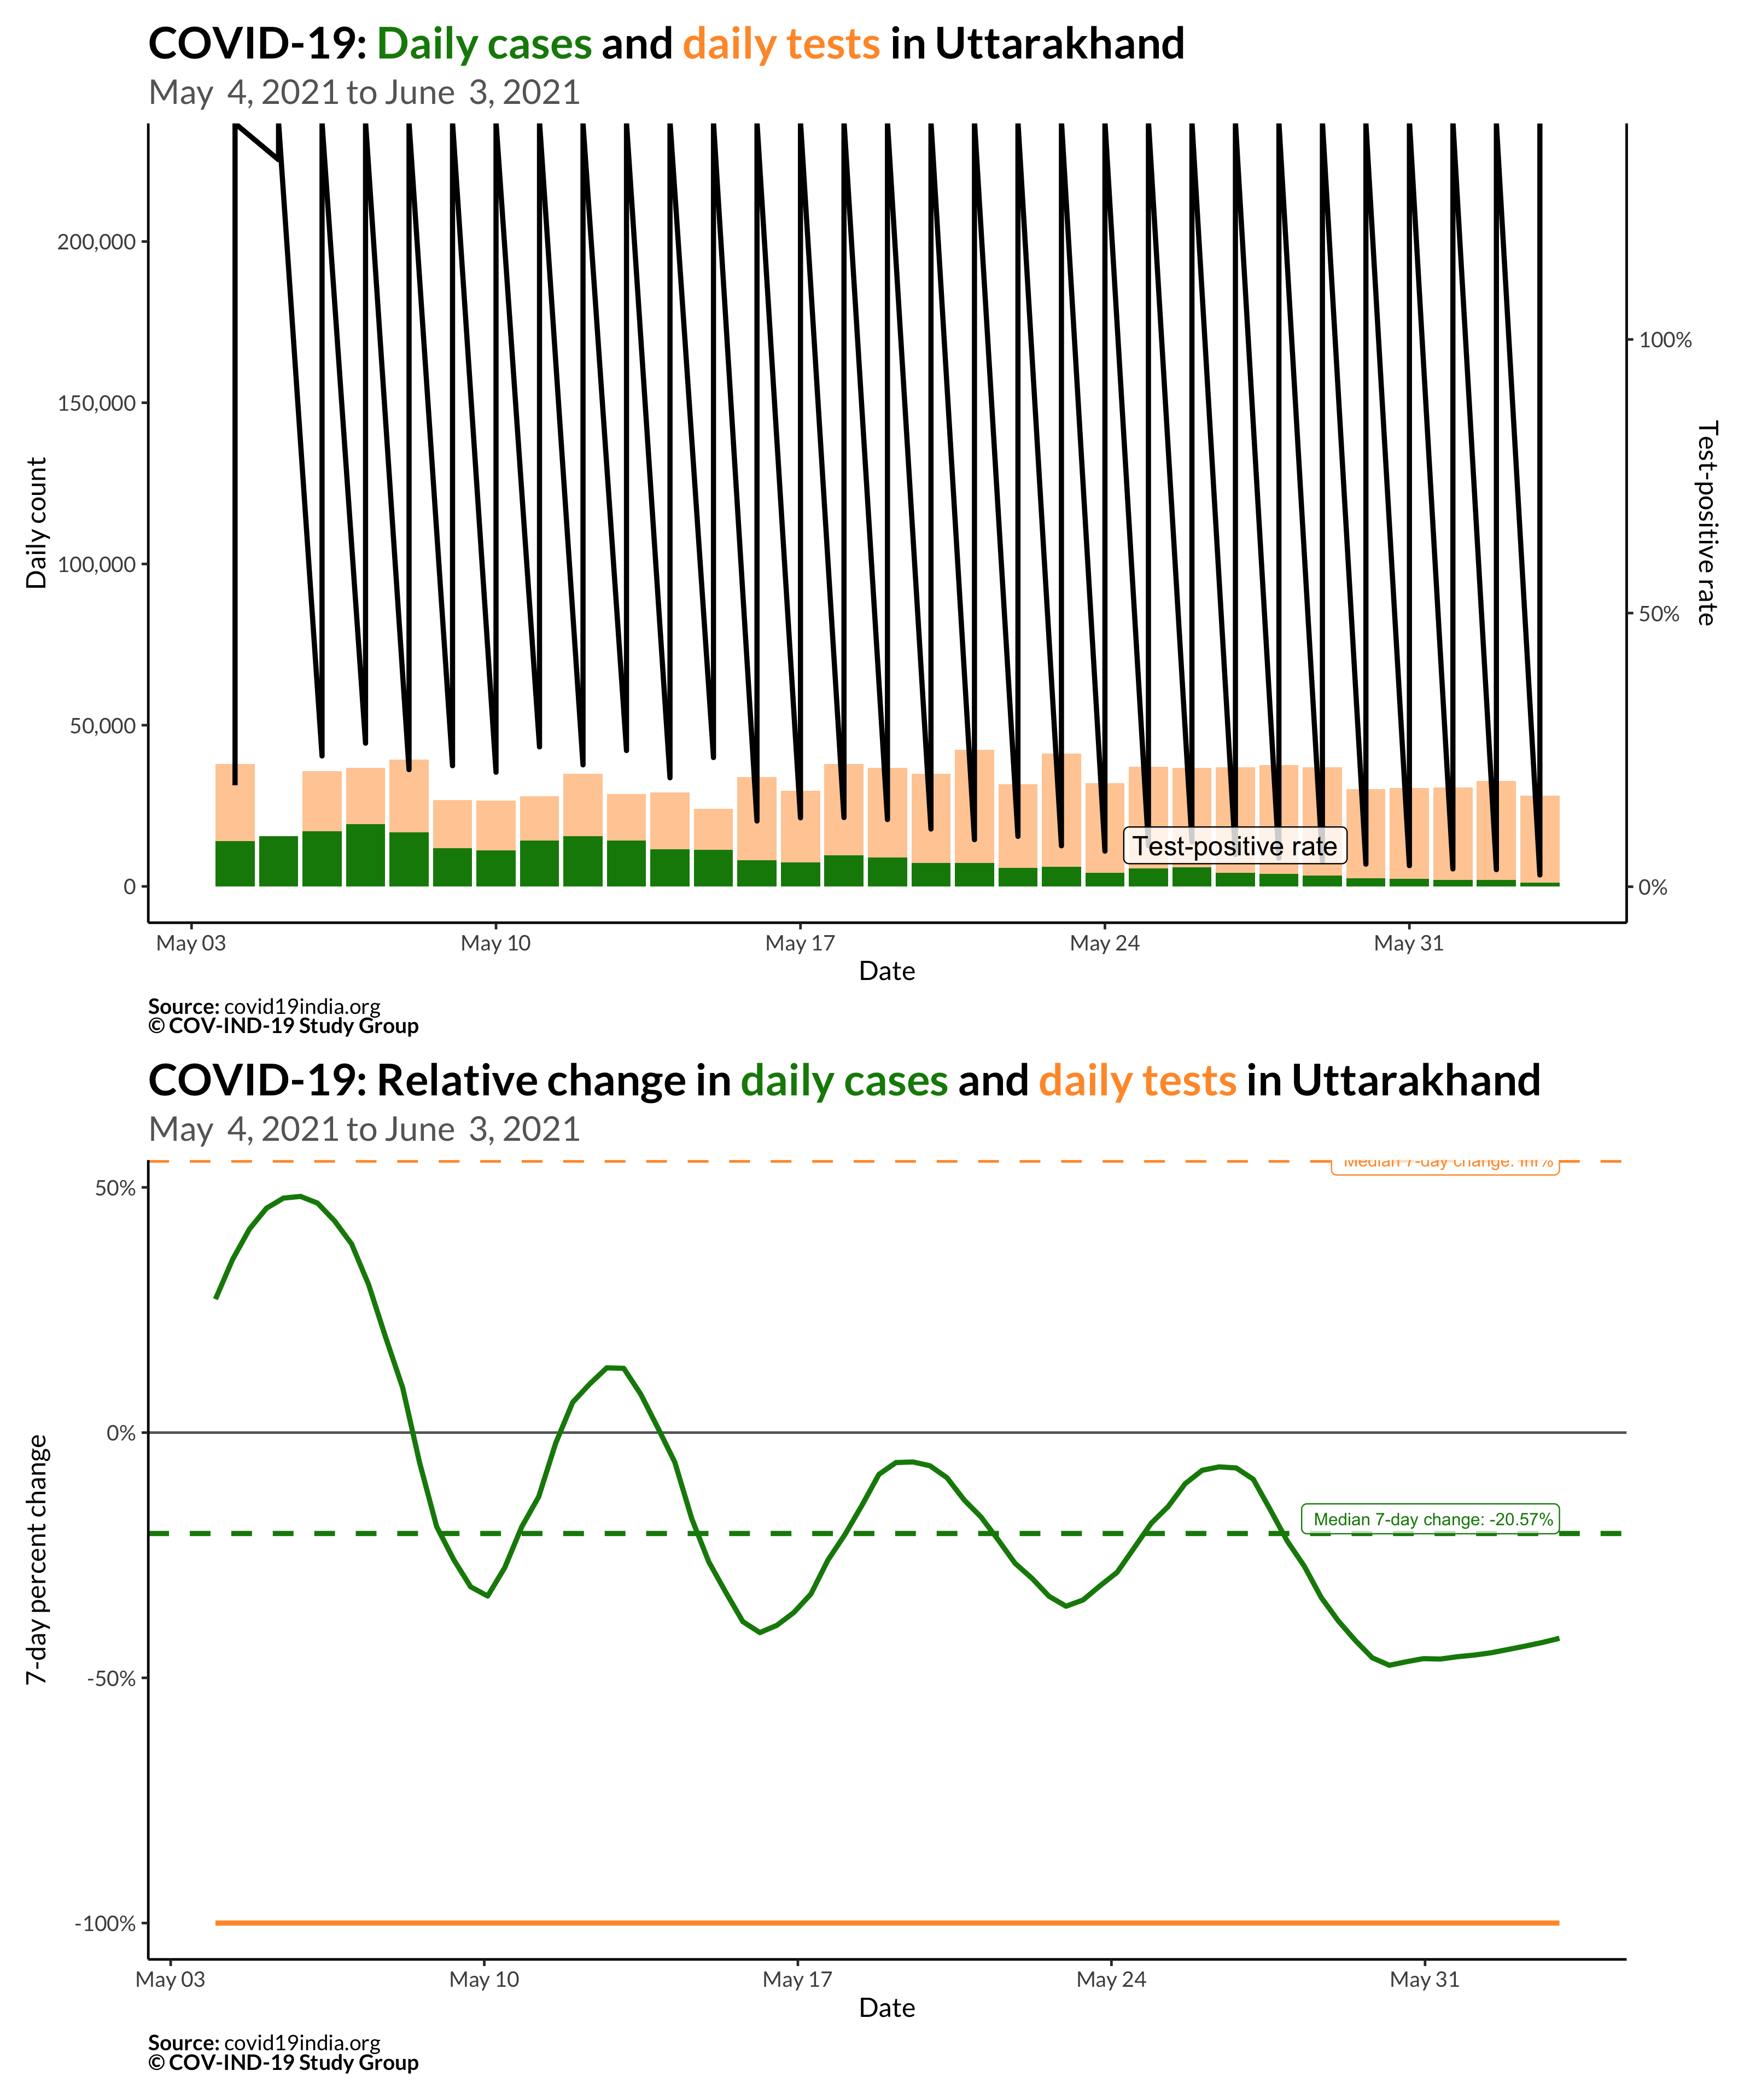 COVID-19: Daily cases and daily tests in Uttarakhand
May 4, 2021 to June 3, 2021
200,000
150,000
100,000
50,000
0
Daily count
100%
50%
0%
Test-positive rate
Test-positive rate
May 03
May 10
May 17
May 24
May 31
Date
Source: covid19india.org
© COV-IND-19 Study Group
COVID-19: Relative change in daily cases and daily tests in Uttarakhand
May 4, 2021 to June 3, 2021
Median 7-day change: Inf%
50%
0%
-50%
-100%
7-day percent change
Median 7-day change: -20.57%
May 03
May 10
May 17
May 24
May 31
Date
Source: covid19india.org
© COV-IND-19 Study Group